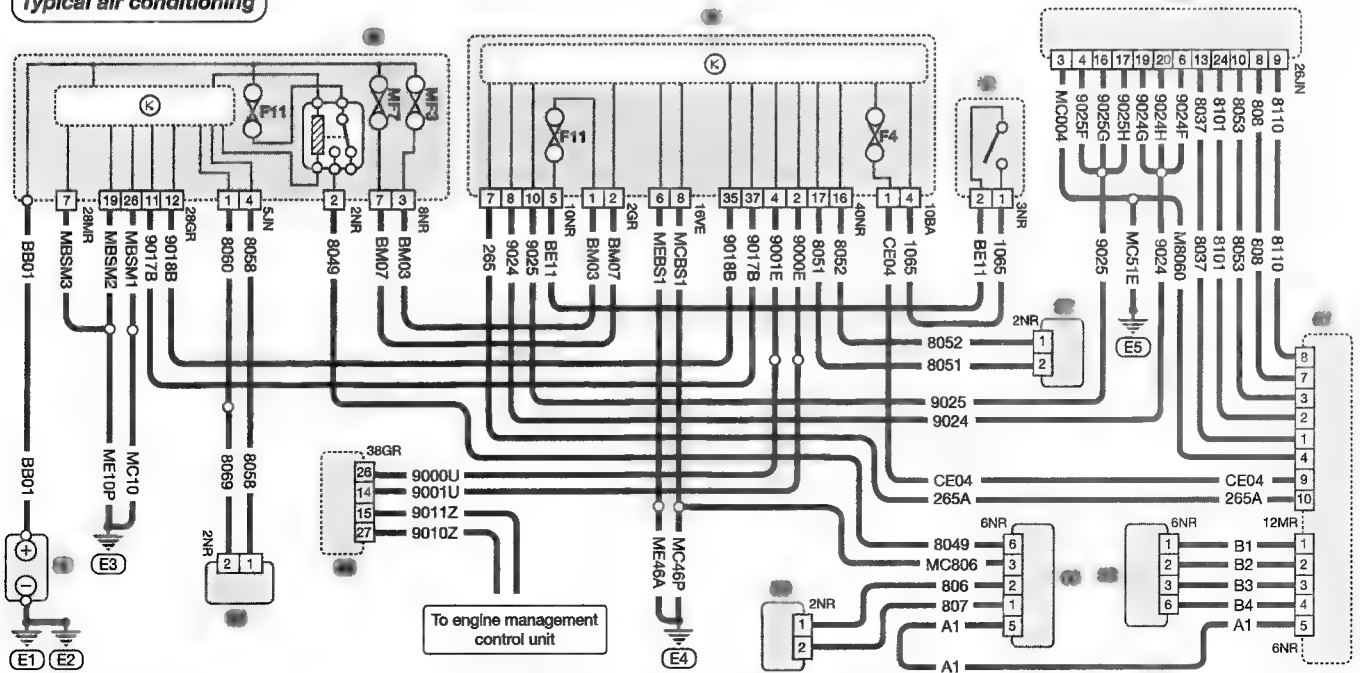 Typical air conditioning
K
F11
MF7
MF3
7
19
26
11
12
1
4
2
7
3
28MR
28GR
5JN
2NR
8NR
BB01
MBSM3
MBSM2
MBSM1
9017B
9018B
8060
8058
8049
BM07
BM03
BB01
ME10P
MC10
8069
8058
E3
2NR
2
1
+
−
E1
E2
K
F11
F4
7
8
10
5
1
2
6
8
35
37
4
2
17
16
1
4
10NR
2GR
16VE
40NR
10BA
265
9024
9025
BE11
BM03
BM07
MEBS1
MCBS1
9018B
9017B
9001E
9000E
8051
8052
CE04
1065
2
1
3NR
BE11
1065
3
4
16
17
19
20
6
13
24
10
8
9
26JN
MC004
9025F
9025G
9025H
9024G
9024H
9024F
8037
8101
8053
808
8110
9025
MC51E
9024
M8060
8037
8101
8053
808
8110
E5
2NR
8052
1
8051
2
9025
9024
38GR
26
9000U
14
9001U
15
9011Z
27
9010Z
To engine management
control unit
ME46A
MC46P
E4
CE04
CE04
265A
265A
8
7
3
2
1
4
9
10
12MR
6NR
8049
6
MC806
3
806
2
807
1
A1
5
A1
2NR
1
2
6NR
1
B1
1
2
B2
2
3
B3
3
6
B4
4
A1
5
6NR